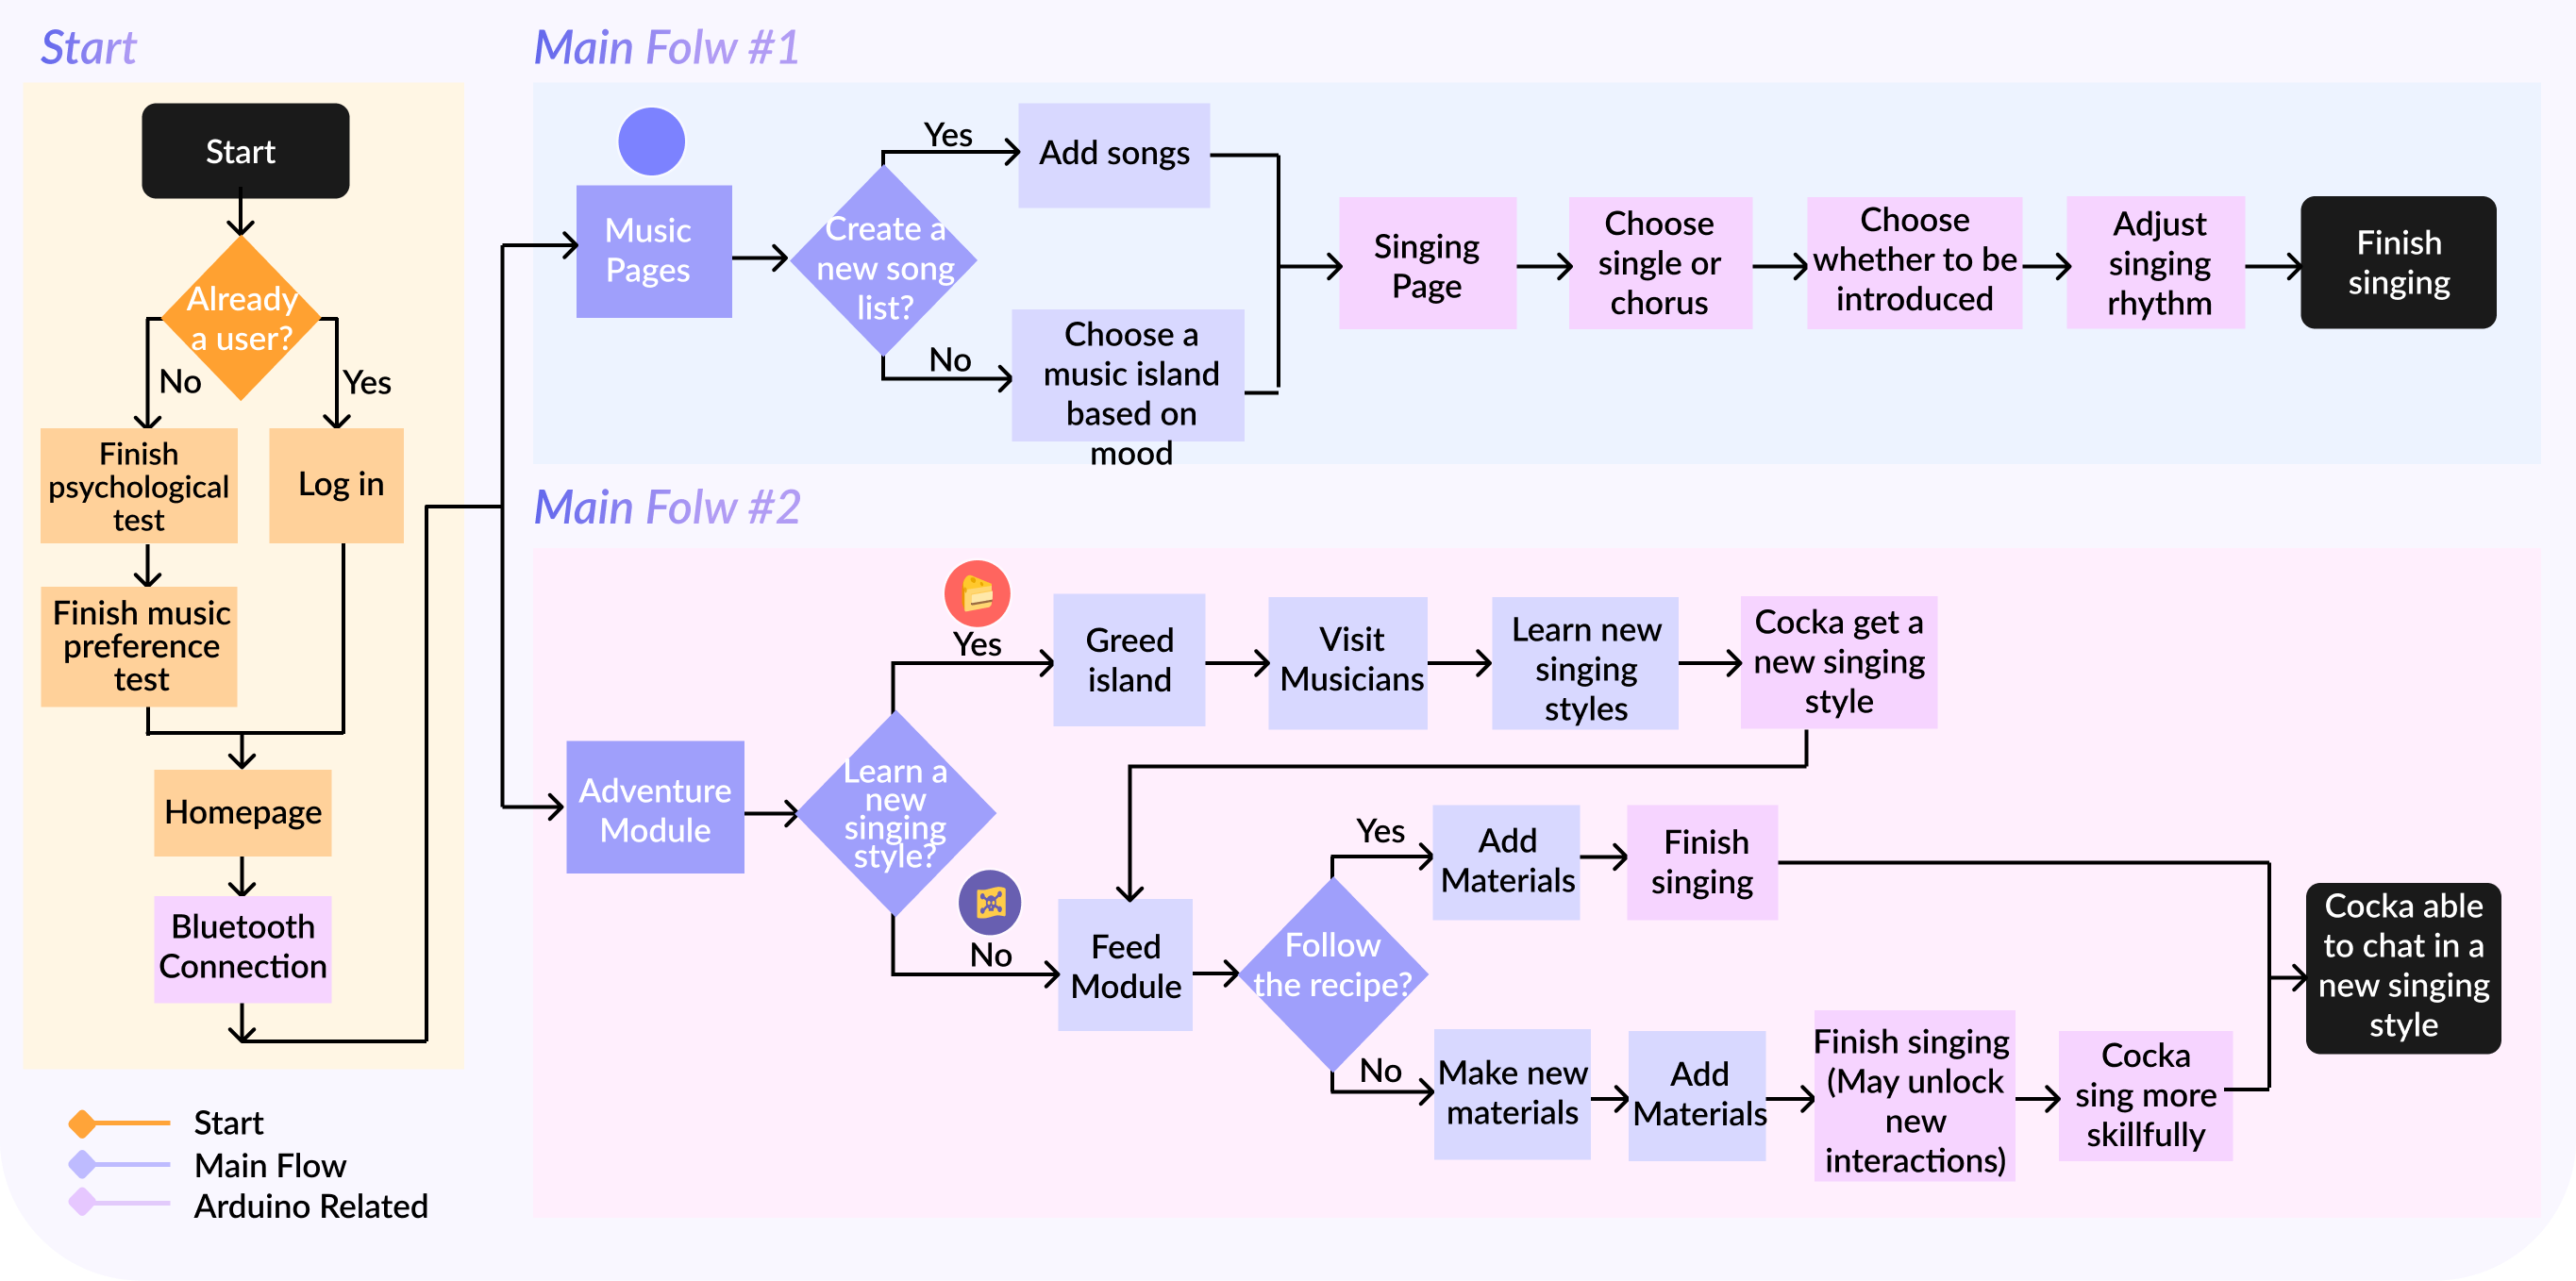 Start
Start
Already
a user?
No
Yes
Finish
psychological
test
Log in
Finish music
preference
test
Homepage
Bluetooth
Connection
Start
Main Flow
Arduino Related
Main Folw #1
Music
Pages
Create a
new song
list?
Yes
Add songs
No
Choose a
music island
based on
mood
Singing
Page
Choose
single or
chorus
Choose
whether to be
introduced
Adjust
singing
rhythm
Finish
singing
Main Folw #2
Adventure
Module
Learn a
new
singing
style?
Yes
Greed
island
Visit
Musicians
Learn new
singing
styles
Cocka get a
new singing
style
No
Feed
Module
Follow
the recipe?
Yes
Add
Materials
Finish
singing
No
Make new
materials
Add
Materials
Finish singing
(May unlock
new
interactions)
Cocka
sing more
skillfully
Cocka able
to chat in a
new singing
style